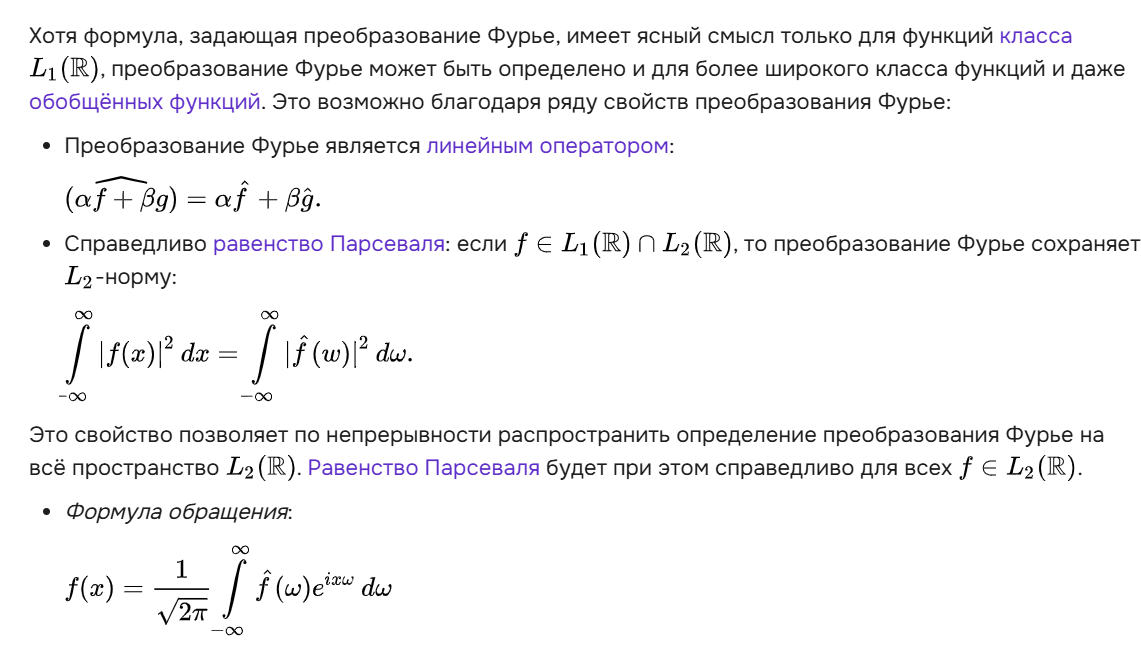 Хотя формула, задающая преобразование Фурье, имеет ясный смысл только для функций класса
L₁(ℝ), преобразование Фурье может быть определено и для более широкого класса функций и даже
обобщённых функций. Это возможно благодаря ряду свойств преобразования Фурье:
• Преобразование Фурье является линейным оператором:
(α\widehat{f + β}g) = αf̂ + βĝ.
• Справедливо равенство Парсеваля: если f ∈ L₁(ℝ) ∩ L₂(ℝ), то преобразование Фурье сохраняет
L₂-норму:
∫_{-∞}^{∞} |f(x)|² dx = ∫_{−∞}^{∞} |f̂(w)|² dω.
Это свойство позволяет по непрерывности распространить определение преобразования Фурье на
всё пространство L₂(ℝ). Равенство Парсеваля будет при этом справедливо для всех f ∈ L₂(ℝ).
• Формула обращения:
f(x) = \frac{1}{\sqrt{2π}} ∫_{−∞}^{∞} f̂(ω)e^{ixω} dω